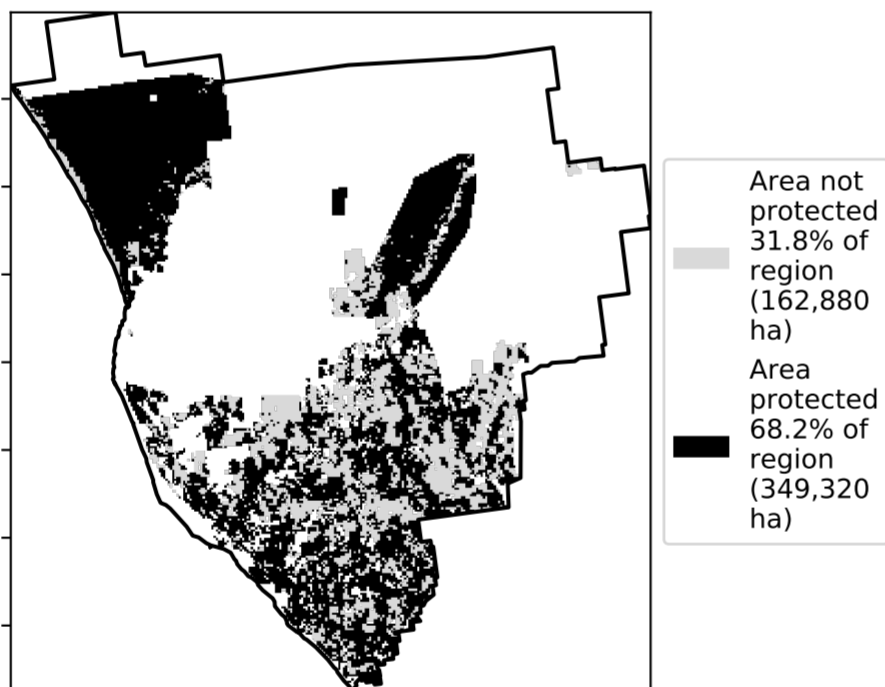 Area not
protected
31.8% of
region
(162,880
ha)
Area
protected
68.2% of
region
(349,320
ha)